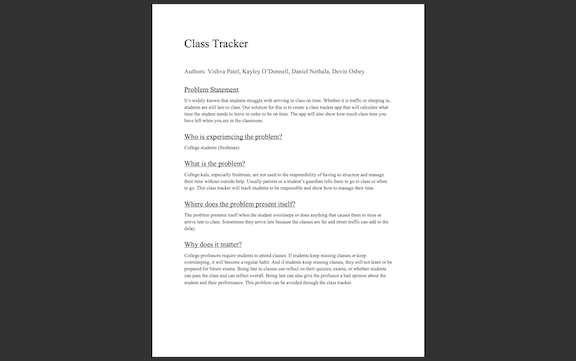 Class Tracker
Authors: Vishva Patel, Kayley O'Donnell, Daniel Nethala, Devin Osbey
Problem Statement
It's widely known that students struggle with arriving to class on time. Whether it is traffic or sleeping in,
students are still late to class. Our solution for this is to create a class tracker app that will calculate what
time the student needs to leave in order to be on time. The app will also show how much class time you
have left when you are in the classroom.
Who is experiencing the problem?
College students (freshman)
What is the problem?
College kids, especially freshman, are not used to the responsibility of having to structure and manage
their time without outside help. Usually parents or a student's guardian tells them to go to class or when
to go. This class tracker will teach students to be responsible and show how to manage their time.
Where does the problem present itself?
The problem presents itself when the student oversleeps or does anything that causes them to miss or
arrive late to class. Sometimes they arrive late because the classes are far and street traffic can add to the
delay.
Why does it matter?
College professors require students to attend classes. If students keep missing classes or keep
oversleeping, it will become a regular habit. And if students keep missing classes, they will not learn or be
prepared for future exams. Being late to classes can reflect on their quizzes, exams, or whether students
can pass the class and can reflect overall. Being late can also give the professor a bad opinion about the
student and their performance. This problem can be avoided through the class tracker.